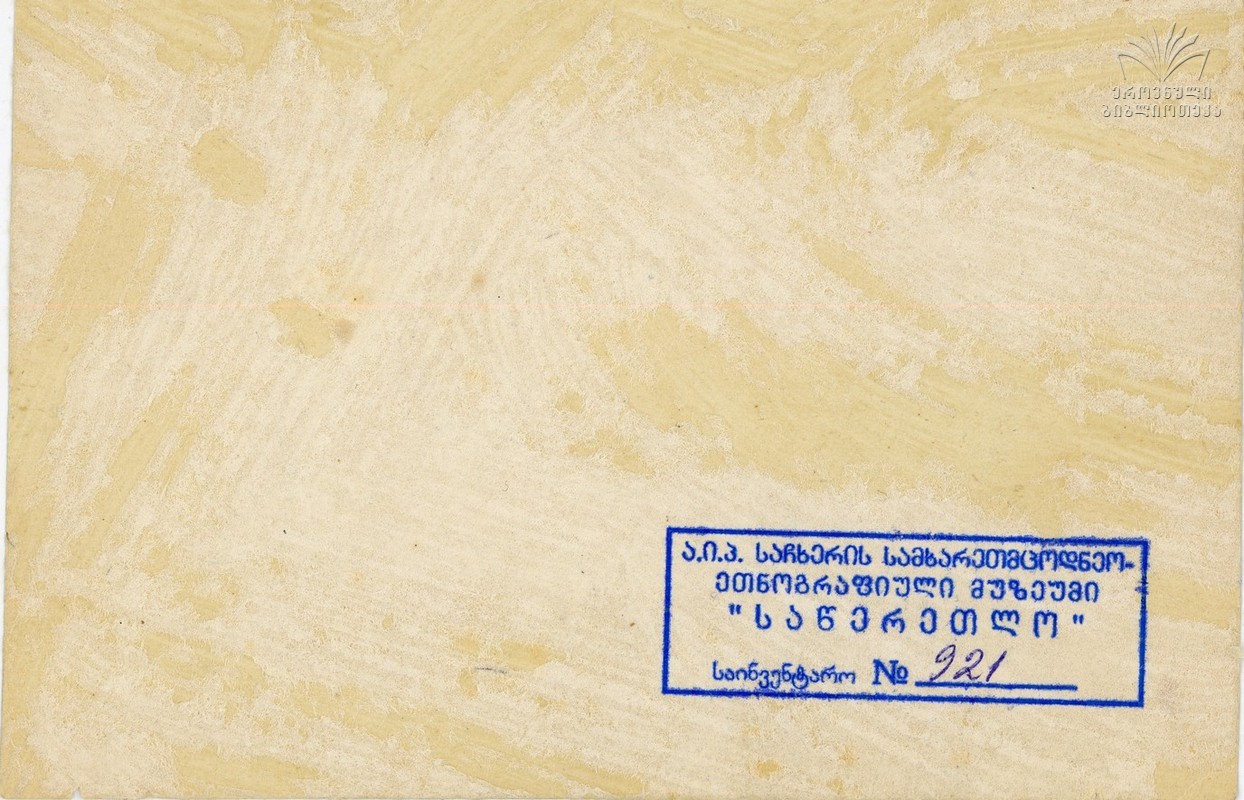 ეროვნული
ბიბლიოთეკა
ა.ი.პ. საჩხერის სამხარეთმცოდნეო-
ეთნოგრაფიული მუზეუმი
"საწერეთლო"
საინვენტარო № 921